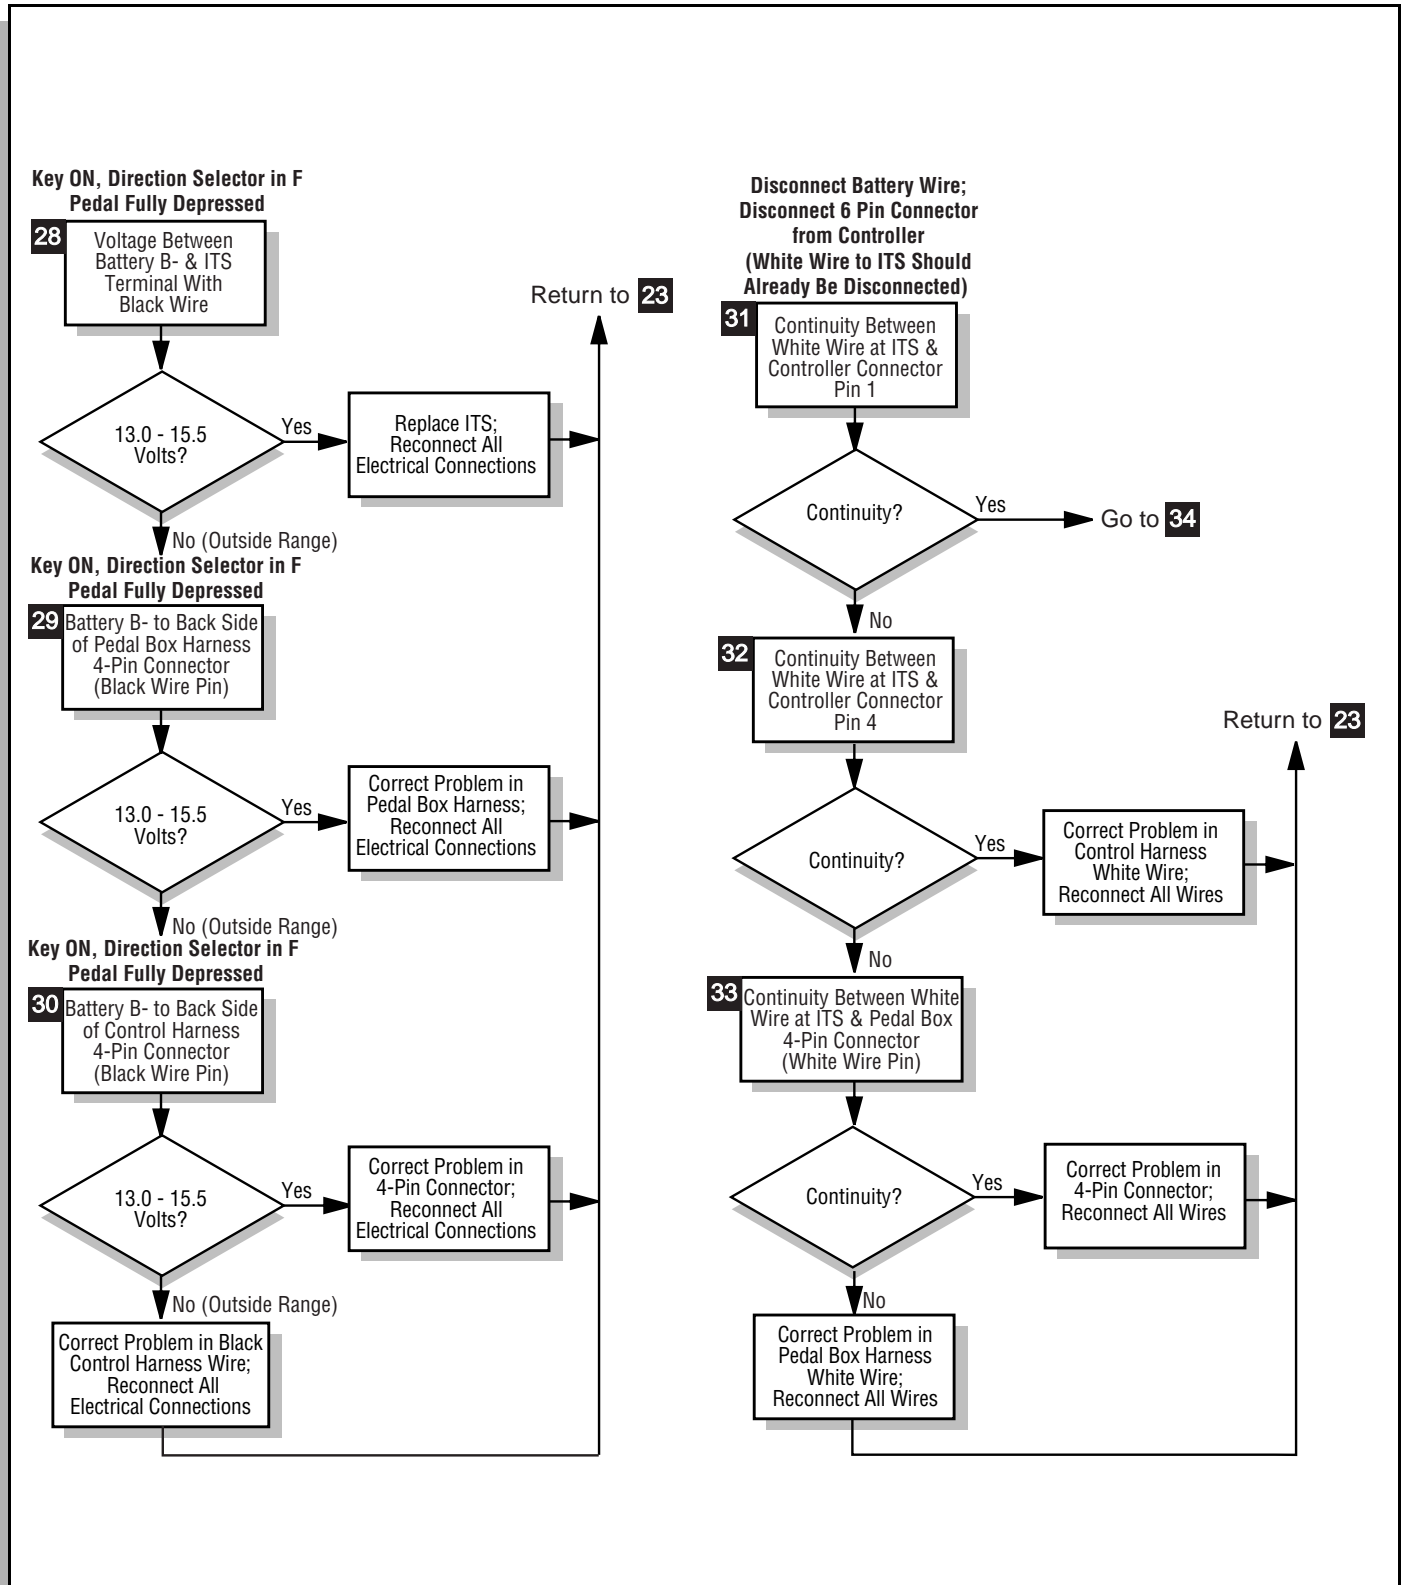 Key ON, Direction Selector in F
Pedal Fully Depressed
28
Voltage Between
Battery B- & ITS
Terminal With
Black Wire
13.0 - 15.5
Volts?
Yes
Replace ITS;
Reconnect All
Electrical Connections
Return to 23
No (Outside Range)
Key ON, Direction Selector in F
Pedal Fully Depressed
29
Battery B- to Back Side
of Pedal Box Harness
4-Pin Connector
(Black Wire Pin)
13.0 - 15.5
Volts?
Yes
Correct Problem in
Pedal Box Harness;
Reconnect All
Electrical Connections
No (Outside Range)
Key ON, Direction Selector in F
Pedal Fully Depressed
30
Battery B- to Back Side
of Control Harness
4-Pin Connector
(Black Wire Pin)
13.0 - 15.5
Volts?
Yes
Correct Problem in
4-Pin Connector;
Reconnect All
Electrical Connections
No (Outside Range)
Correct Problem in Black
Control Harness Wire;
Reconnect All
Electrical Connections
Disconnect Battery Wire;
Disconnect 6 Pin Connector
from Controller
(White Wire to ITS Should
Already Be Disconnected)
31
Continuity Between
White Wire at ITS &
Controller Connector
Pin 1
Continuity?
Yes
Go to 34
No
32
Continuity Between
White Wire at ITS &
Controller Connector
Pin 4
Continuity?
Yes
Correct Problem in
Control Harness
White Wire;
Reconnect All Wires
Return to 23
No
33
Continuity Between White
Wire at ITS & Pedal Box
4-Pin Connector
(White Wire Pin)
Continuity?
Yes
Correct Problem in
4-Pin Connector;
Reconnect All Wires
No
Correct Problem in
Pedal Box Harness
White Wire;
Reconnect All Wires